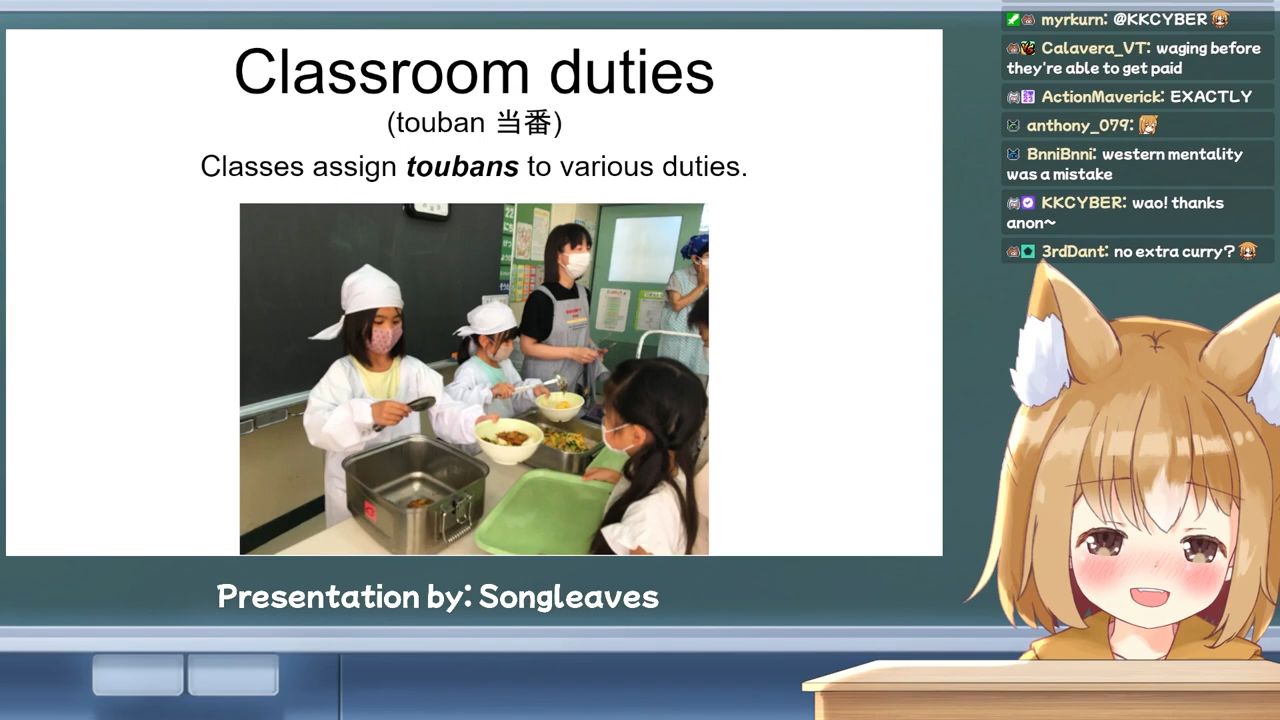 Classroom duties
(touban 当番)
Classes assign toubans to various duties.
Presentation by: Songleaves
myrkurn: @KKCYBER
Calavera_VT: waging before
they're able to get paid
ActionMaverick: EXACTLY
anthony_079:
BnniBnni: western mentality
was a mistake
KKCYBER: wao! thanks
anon~
3rdDant: no extra curry?